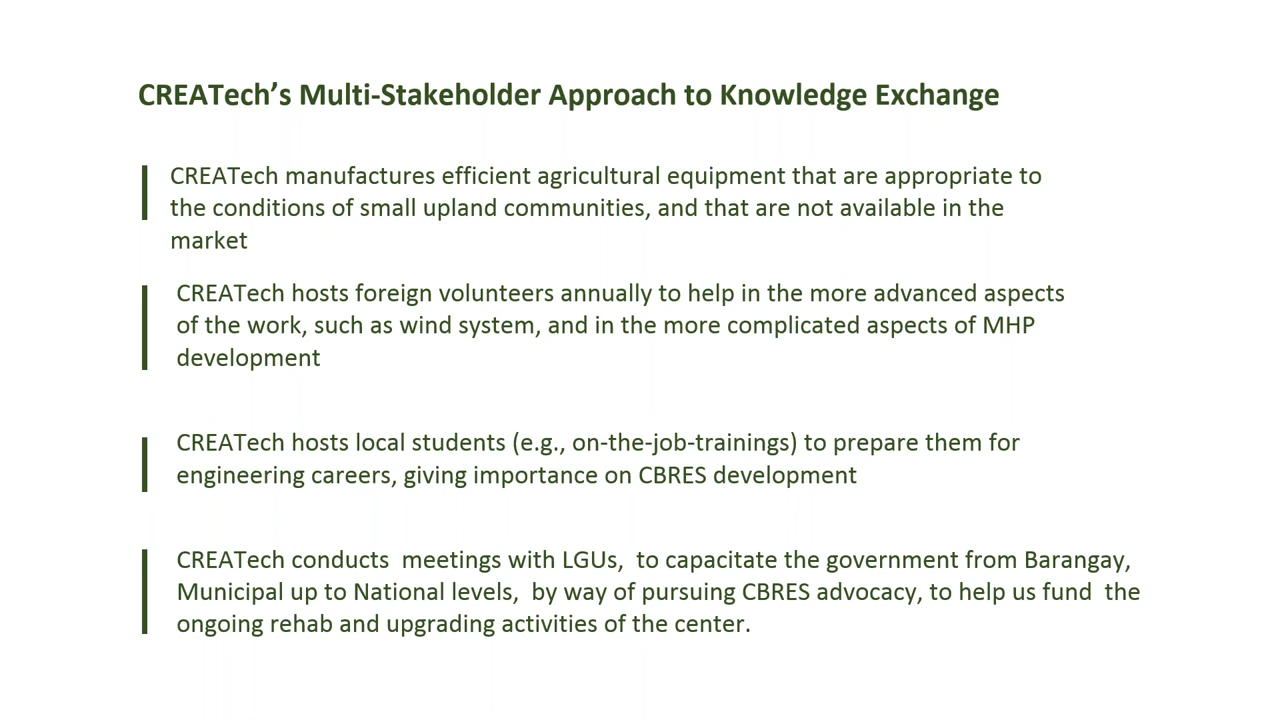 CREATech’s Multi-Stakeholder Approach to Knowledge Exchange
CREATech manufactures efficient agricultural equipment that are appropriate to
the conditions of small upland communities, and that are not available in the
market
CREATech hosts foreign volunteers annually to help in the more advanced aspects
of the work, such as wind system, and in the more complicated aspects of MHP
development
CREATech hosts local students (e.g., on-the-job-trainings) to prepare them for
engineering careers, giving importance on CBRES development
CREATech conducts  meetings with LGUs,  to capacitate the government from Barangay,
Municipal up to National levels,  by way of pursuing CBRES advocacy, to help us fund  the
ongoing rehab and upgrading activities of the center.